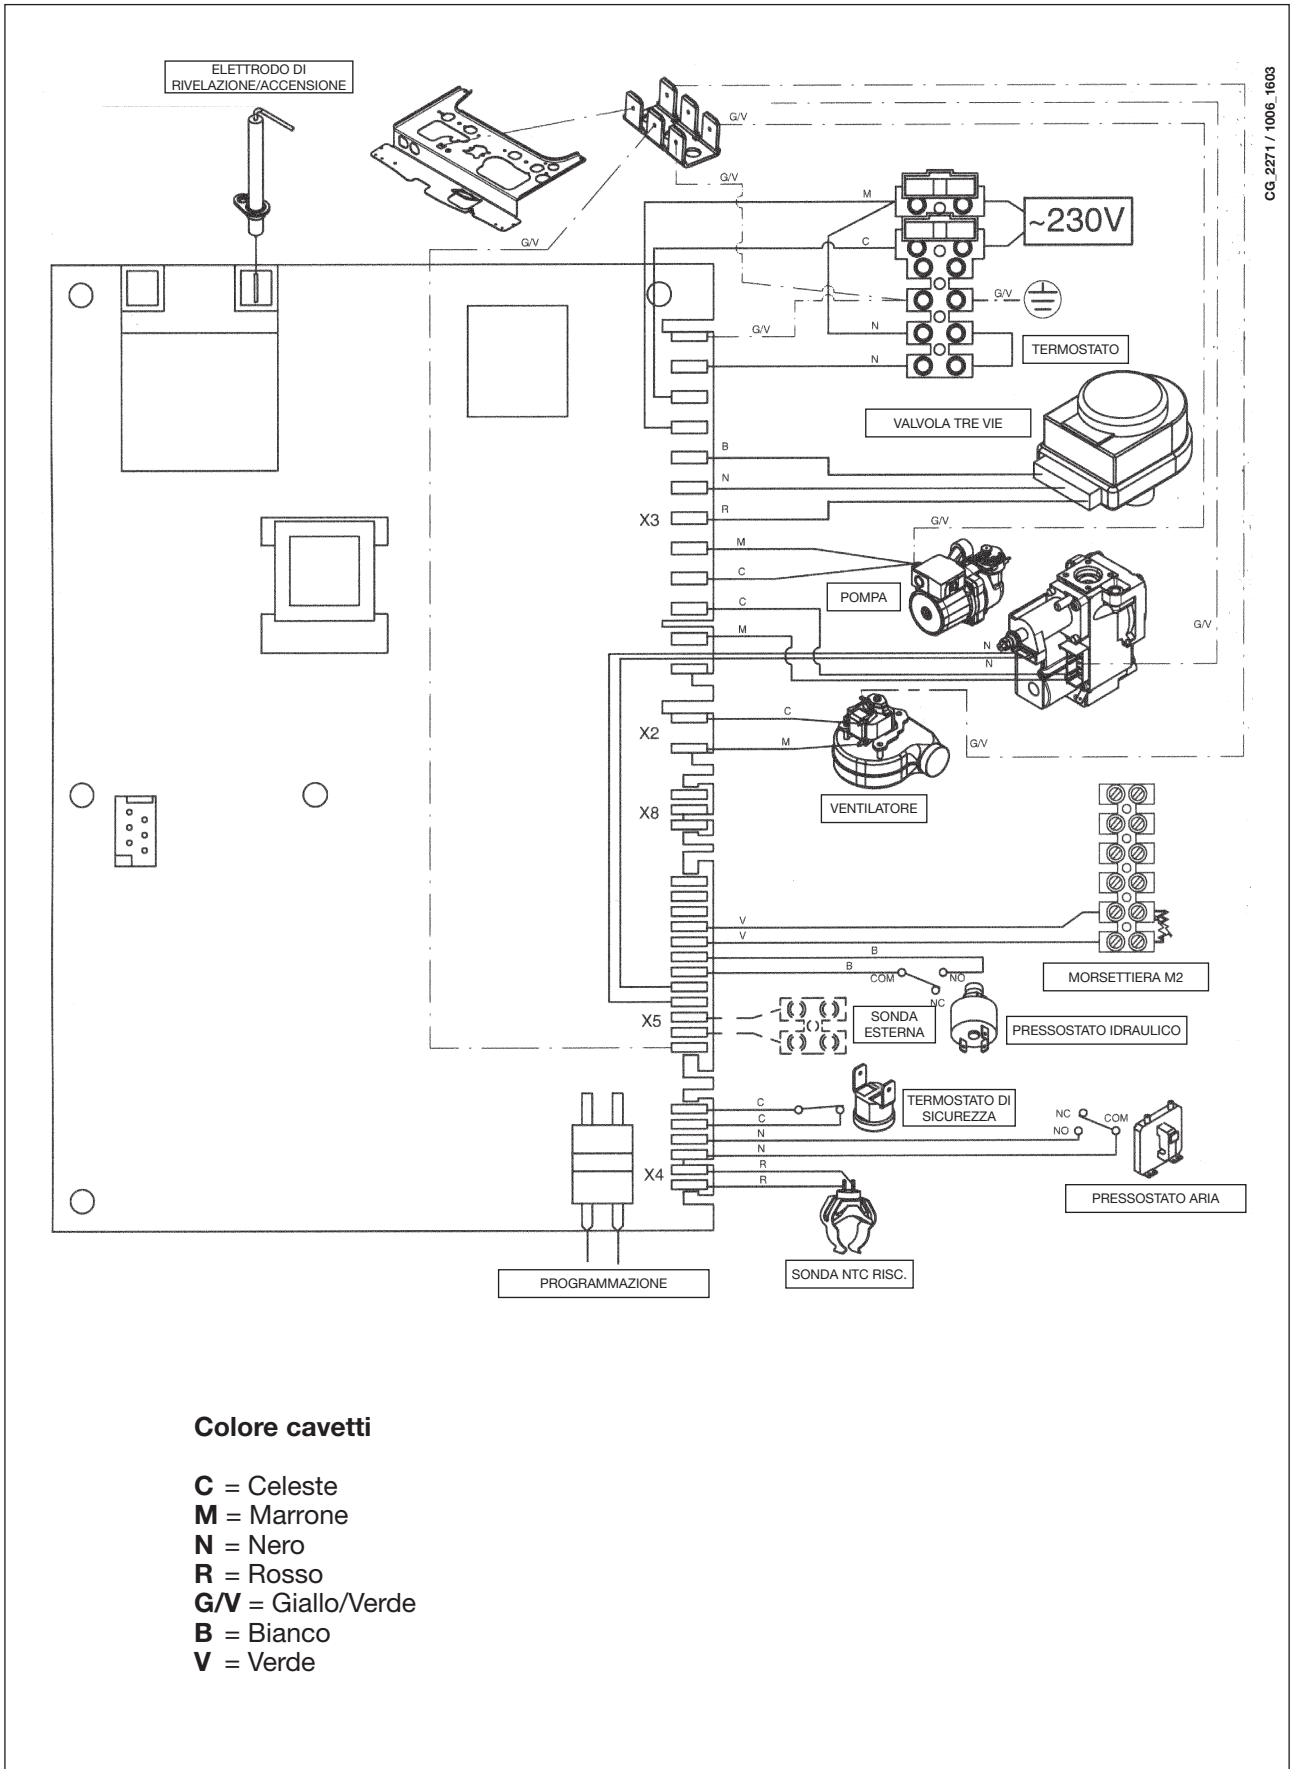 ELETTRODO DI
RIVELAZIONE/ACCENSIONE
CG_2271 / 1006_1603
G/V
G/V
M
~230V
G/V
C
G/V
G/V
N
TERMOSTATO
N
VALVOLA TRE VIE
B
N
R
X3
G/V
M
C
POMPA
C
M
G/V
N
N
C
X2
M
G/V
VENTILATORE
X8
V
V
B
B
COM
NO
NC
MORSETTIERA M2
X5
SONDA
ESTERNA
PRESSOSTATO IDRAULICO
C
C
TERMOSTATO DI
SICUREZZA
NC
COM
NO
N
N
R
X4
R
PRESSOSTATO ARIA
SONDA NTC RISC.
PROGRAMMAZIONE
Colore cavetti
C = Celeste
M = Marrone
N = Nero
R = Rosso
G/V = Giallo/Verde
B = Bianco
V = Verde